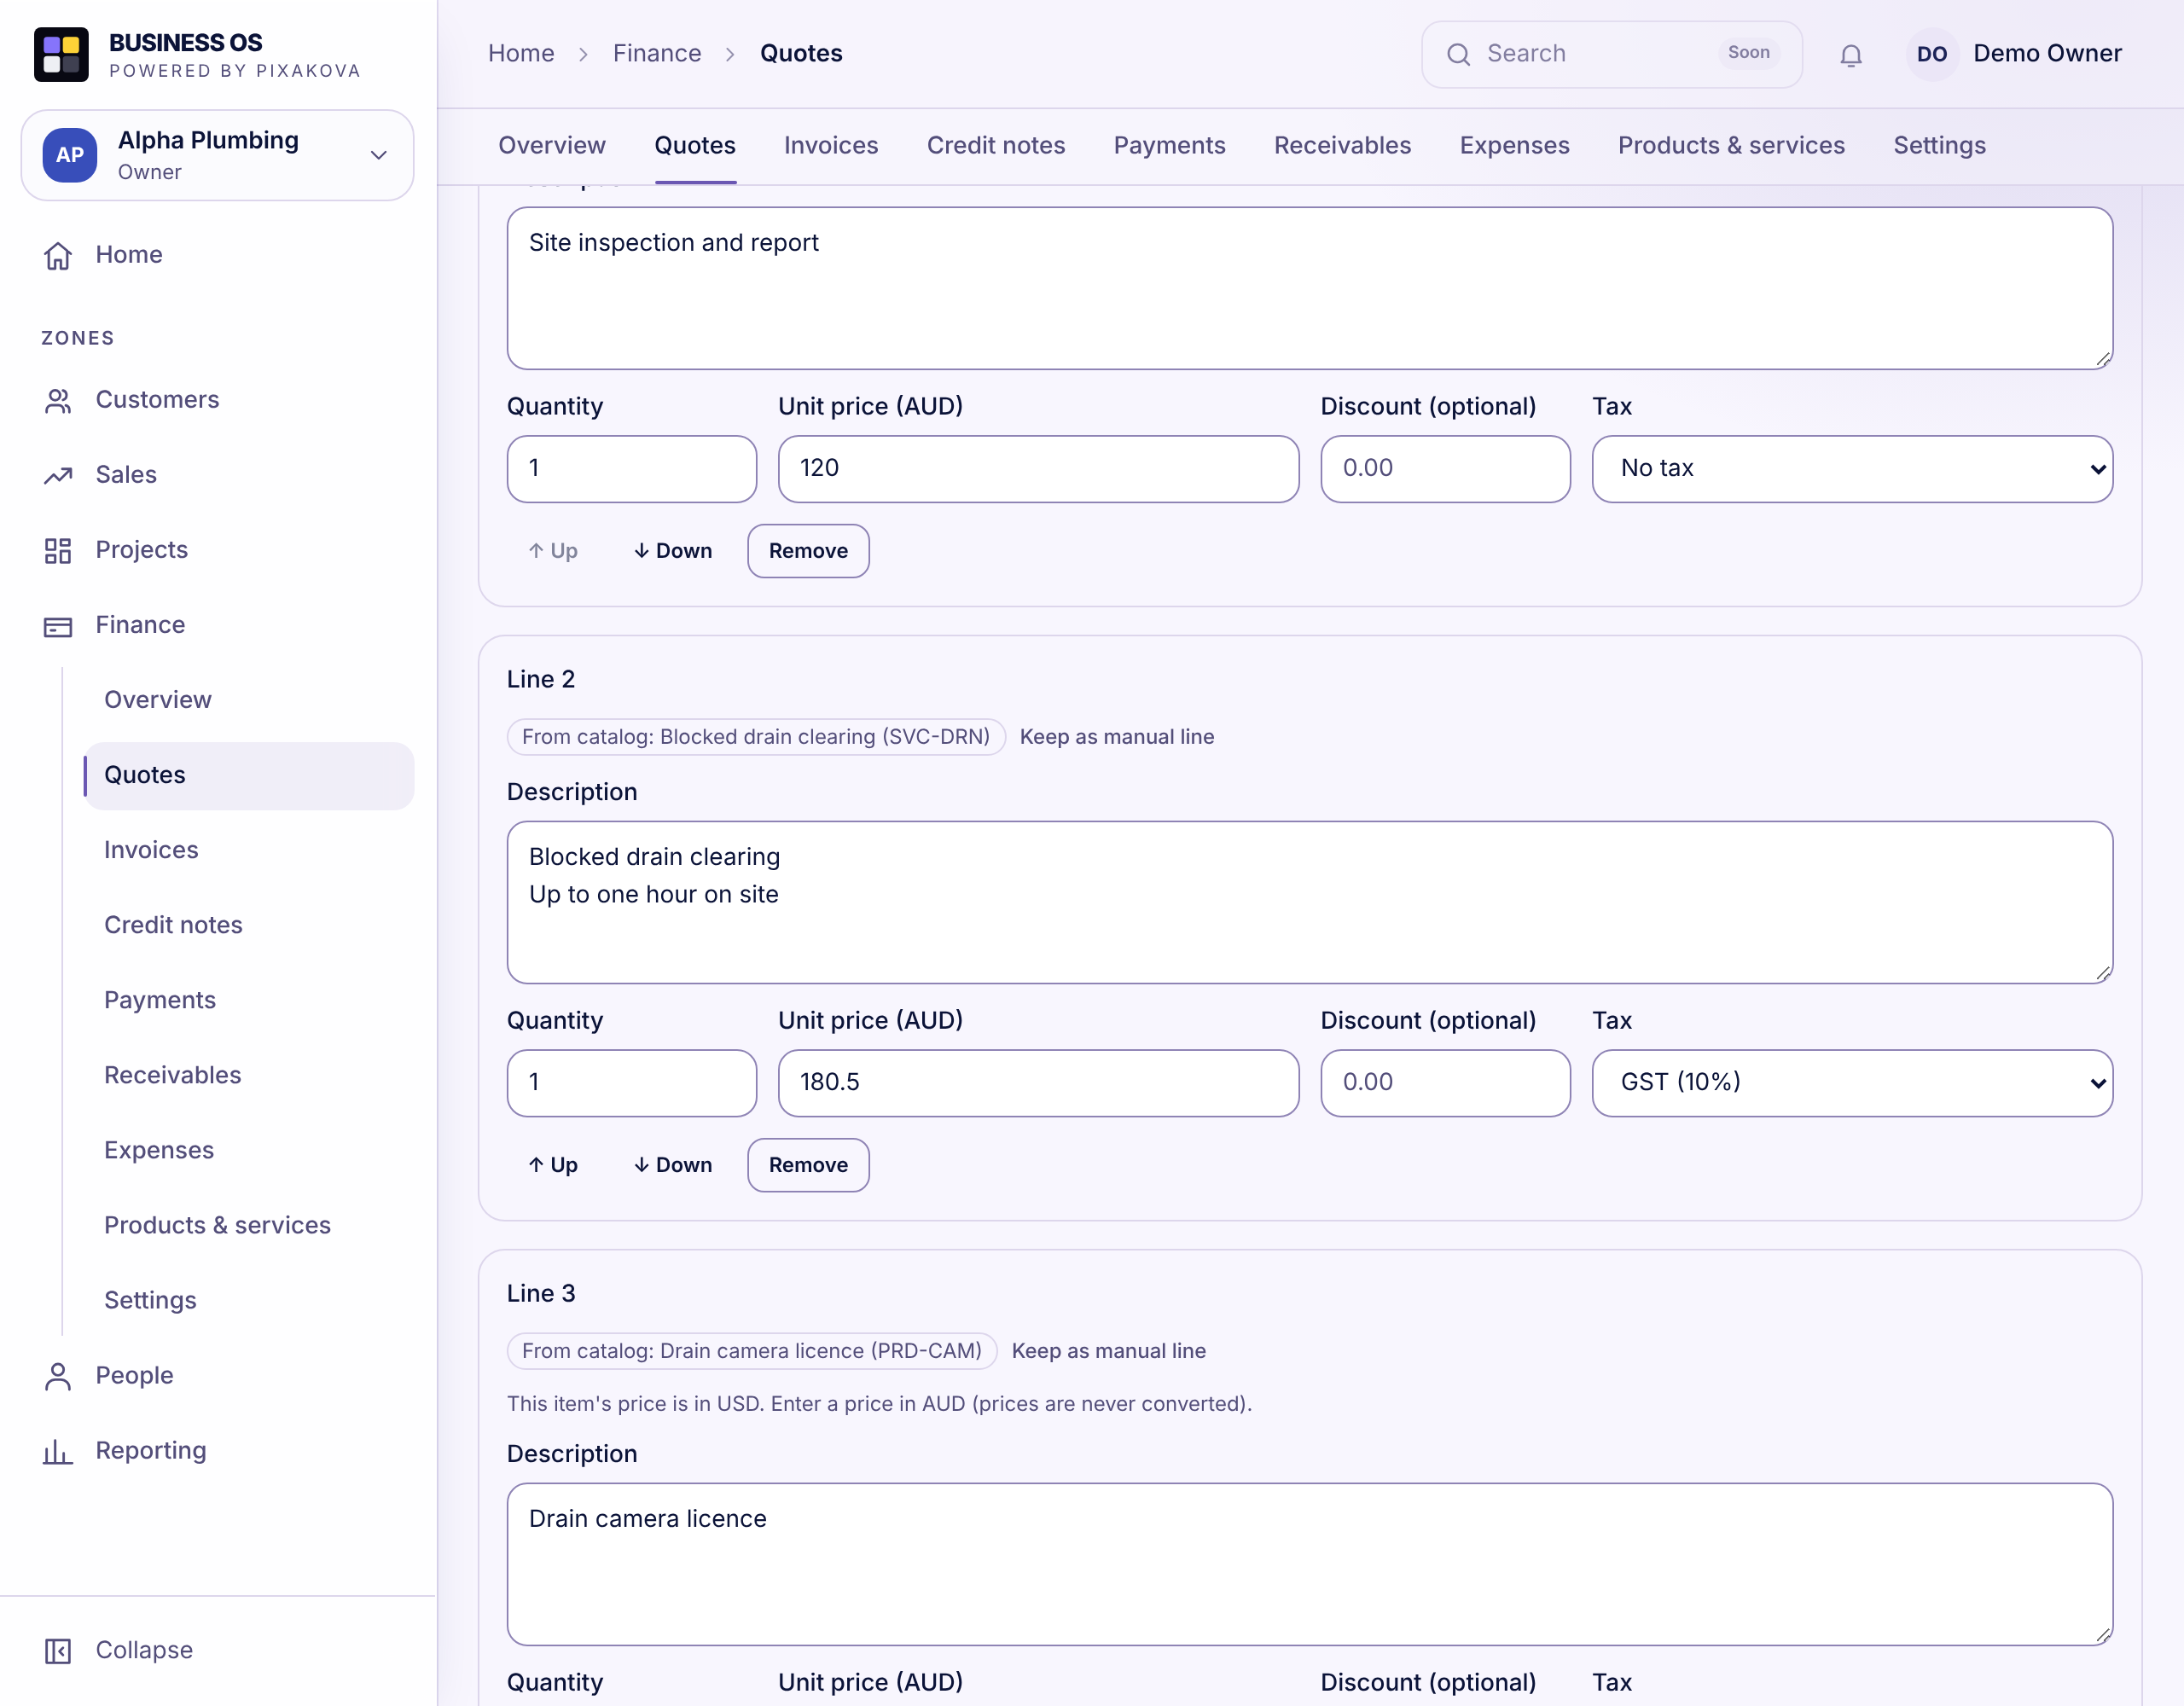 BUSINESS OS
POWERED BY PIXAKOVA
AP
Alpha Plumbing
Owner
Home
ZONES
Customers
Sales
Projects
Finance
Overview
Quotes
Invoices
Credit notes
Payments
Receivables
Expenses
Products & services
Settings
People
Reporting
Collapse
Home > Finance > Quotes
Search Soon
DO Demo Owner
Overview Quotes Invoices Credit notes Payments Receivables Expenses Products & services Settings
Site inspection and report
Quantity Unit price (AUD) Discount (optional) Tax
1 120 0.00 No tax
↑ Up ↓ Down Remove
Line 2
From catalog: Blocked drain clearing (SVC-DRN) Keep as manual line
Description
Blocked drain clearing
Up to one hour on site
Quantity Unit price (AUD) Discount (optional) Tax
1 180.5 0.00 GST (10%)
↑ Up ↓ Down Remove
Line 3
From catalog: Drain camera licence (PRD-CAM) Keep as manual line
This item's price is in USD. Enter a price in AUD (prices are never converted).
Description
Drain camera licence
Quantity Unit price (AUD) Discount (optional) Tax